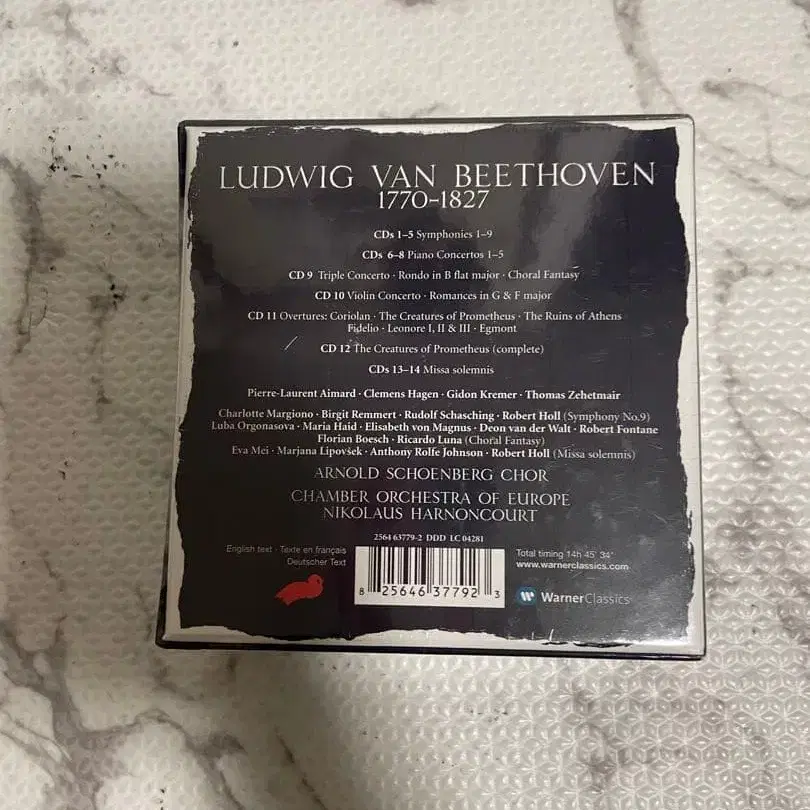 LUDWIG VAN BEETHOVEN
1770–1827
CDs 1–5 Symphonies 1–9
CDs 6–8 Piano Concertos 1–5
CD 9 Triple Concerto · Rondo in B flat major · Choral Fantasy
CD 10 Violin Concerto · Romances in G & F major
CD 11 Overtures: Coriolan · The Creatures of Prometheus · The Ruins of Athens
Fidelio · Leonore I, II & III · Egmont
CD 12 The Creatures of Prometheus (complete)
CDs 13–14 Missa solemnis
Pierre-Laurent Aimard · Clemens Hagen · Gidon Kremer · Thomas Zehetmair
Charlotte Margiono · Birgit Remmert · Rudolf Schasching · Robert Holl (Symphony No.9)
Luba Orgonasova · Maria Haid · Elisabeth von Magnus · Deon van der Walt · Robert Fontane
Florian Boesch · Ricardo Luna (Choral Fantasy)
Eva Mei · Marjana Lipovšek · Anthony Rolfe Johnson · Robert Holl (Missa solemnis)
ARNOLD SCHOENBERG CHOR
CHAMBER ORCHESTRA OF EUROPE
NIKOLAUS HARNONCOURT
2564 63779-2 DDD LC 04281
English text · Texte en français
Deutscher Text
8 25646 37792 3
Total timing 14h 45' 34"
www.warnerclassics.com
WarnerClassics